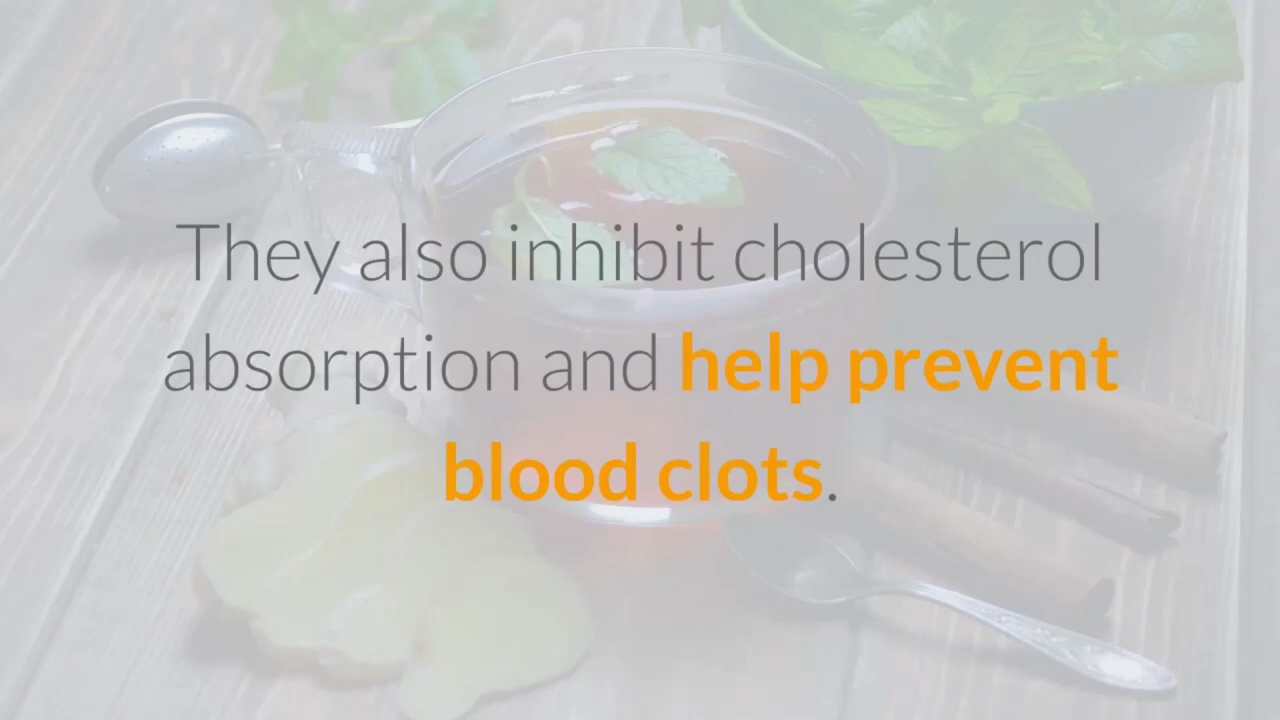 They also inhibit cholesterol
absorption and help prevent
blood clots.